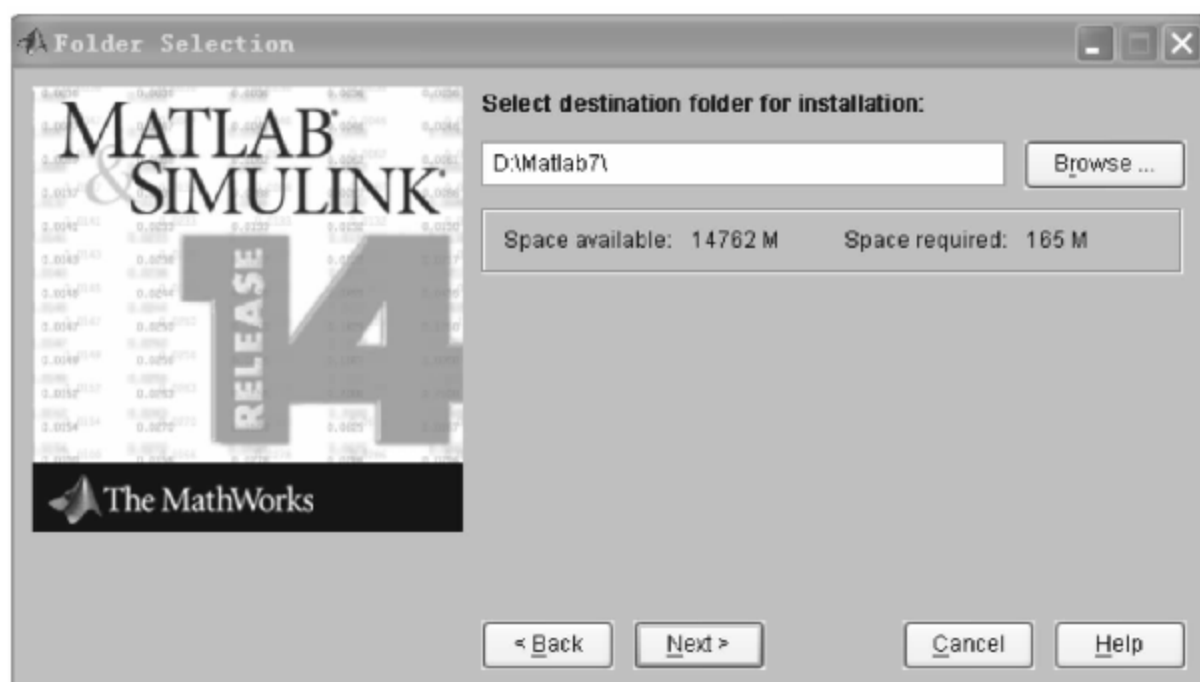 Folder Selection
MATLAB
& SIMULINK
RELEASE
14
The MathWorks
Select destination folder for installation:
D:\Matlab7\
Browse ...
Space available: 14762 M Space required: 165 M
< Back
Next >
Cancel
Help